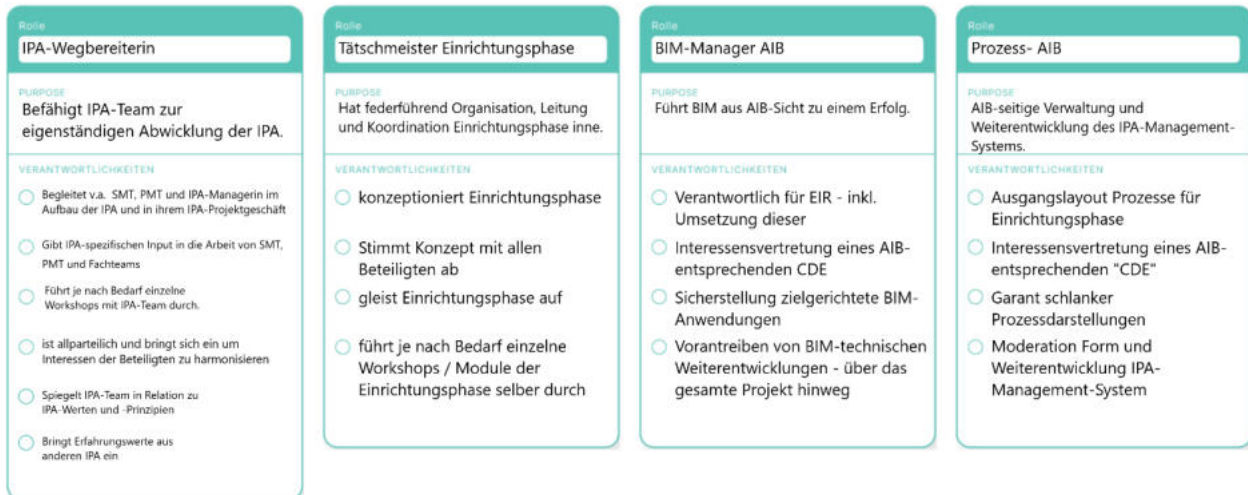 Rolle
IPA-Wegbereiterin
PURPOSE
Befähigt IPA-Team zur
eigenständigen Abwicklung der IPA.
VERANTWORTLICHKEITEN
Begleitet v.a. SMT, PMT und IPA-Managerin im
Aufbau der IPA und in ihrem IPA-Projektgeschäft
Gibt IPA-spezifischen Input in die Arbeit von SMT,
PMT und Fachteams
Führt je nach Bedarf einzelne
Workshops mit IPA-Team durch.
ist allparteilich und bringt sich ein um
Interessen der Beteiligten zu harmonisieren
Spiegelt IPA-Team in Relation zu
IPA-Werten und -Prinzipien
Bringt Erfahrungswerte aus
anderen IPA ein
Rolle
Tätschmeister Einrichtungsphase
PURPOSE
Hat federführend Organisation, Leitung
und Koordination Einrichtungsphase inne.
VERANTWORTLICHKEITEN
konzeptioniert Einrichtungsphase
Stimmt Konzept mit allen
Beteiligten ab
gleist Einrichtungsphase auf
führt je nach Bedarf einzelne
Workshops / Module der
Einrichtungsphase selber durch
Rolle
BIM-Manager AIB
PURPOSE
Führt BIM aus AIB-Sicht zu einem Erfolg.
VERANTWORTLICHKEITEN
Verantwortlich für EIR - inkl.
Umsetzung dieser
Interessensvertretung eines AIB-
entsprechenden CDE
Sicherstellung zielgerichtete BIM-
Anwendungen
Vorantreiben von BIM-technischen
Weiterentwicklungen - über das
gesamte Projekt hinweg
Rolle
Prozess- AIB
PURPOSE
AIB-seitige Verwaltung und
Weiterentwicklung des IPA-Management-
Systems.
VERANTWORTLICHKEITEN
Ausgangslayout Prozesse für
Einrichtungsphase
Interessensvertretung eines AIB-
entsprechenden "CDE"
Garant schlanker
Prozessdarstellungen
Moderation Form und
Weiterentwicklung IPA-
Management-System